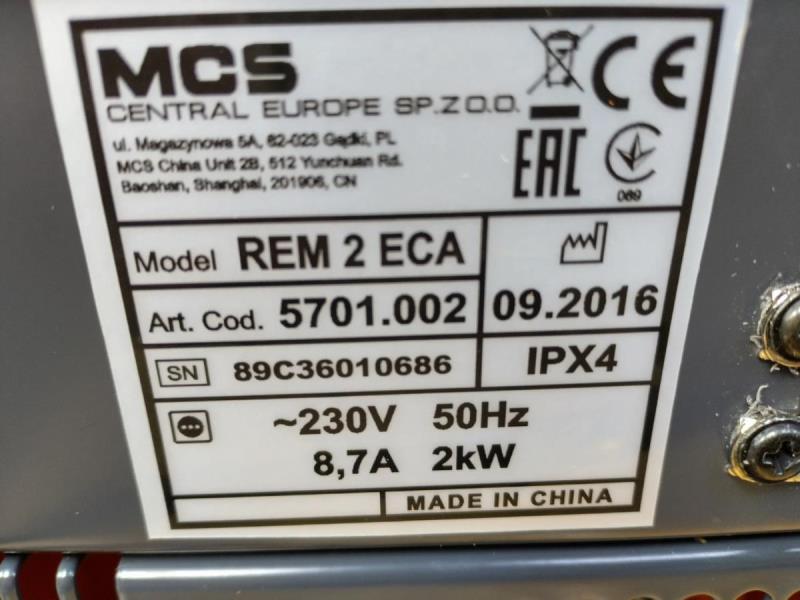 MCS
CENTRAL EUROPE SP.Z O.O.
ul. Magazynowa 5A, 62-023 Gądki, PL
MCS China Unit 2B, 512 Yunchuan Rd.
Baoshan, Shanghai, 201906, CN
CE
EAC
089
Model REM 2 ECA
Art. Cod. 5701.002
09.2016
SN 89C36010686
IPX4
~230V 50Hz
8,7A 2kW
MADE IN CHINA